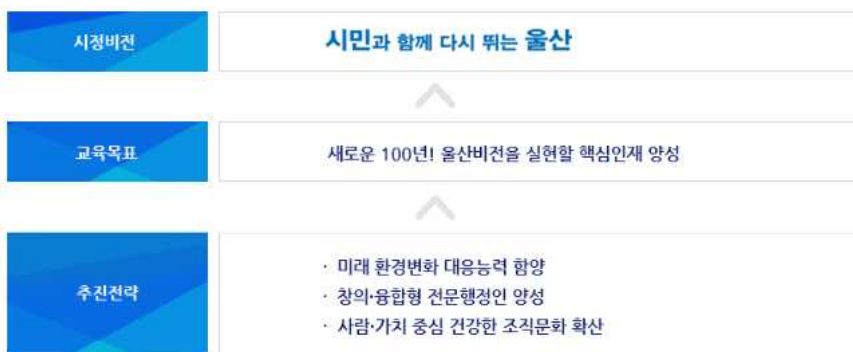 시정비전
시민과 함께 다시 뛰는 울산
교육목표
새로운 100년! 울산비전을 실현할 핵심인재 양성
추진전략
· 미래 환경변화 대응능력 함양
· 창의·융합형 전문행정인 양성
· 사람·가치 중심 건강한 조직문화 확산